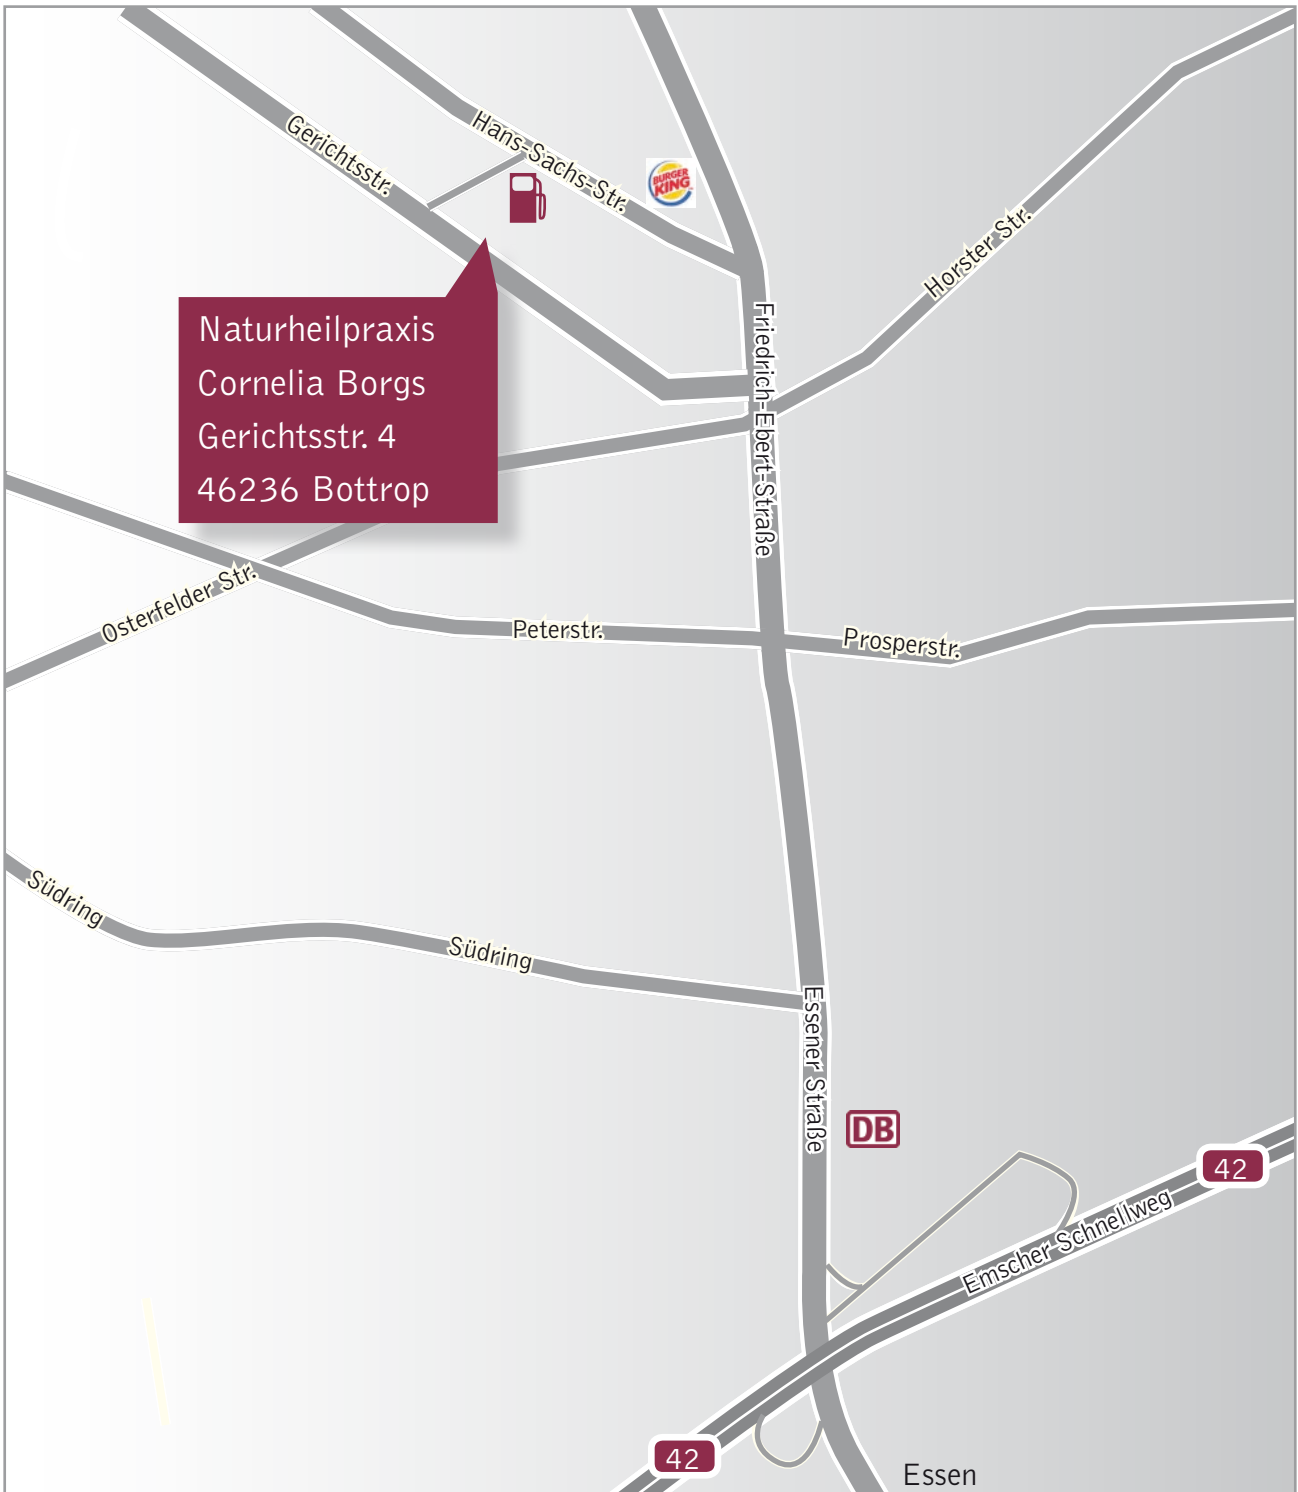 Gerichtsstr.
Hans-Sachs-Str.
BURGER
KING
Horster Str.
Naturheilpraxis
Cornelia Borgs
Gerichtsstr. 4
46236 Bottrop
Friedrich-Ebert-Straße
Osterfelder Str.
Peterstr.
Prosperstr.
Südring
Südring
Essener Straße
DB
42
Emscher Schnellweg
42
Essen